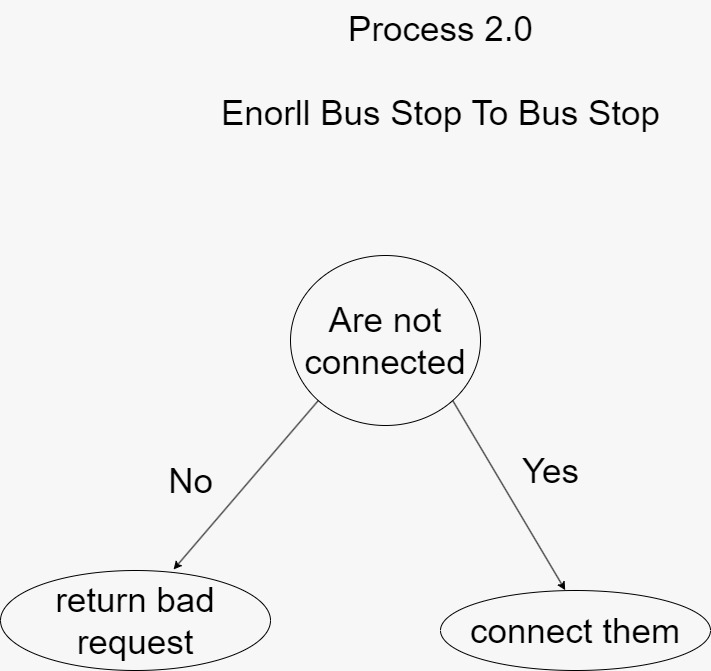 Process 2.0
Enorll Bus Stop To Bus Stop
Are not
connected
No
Yes
return bad
request
connect them